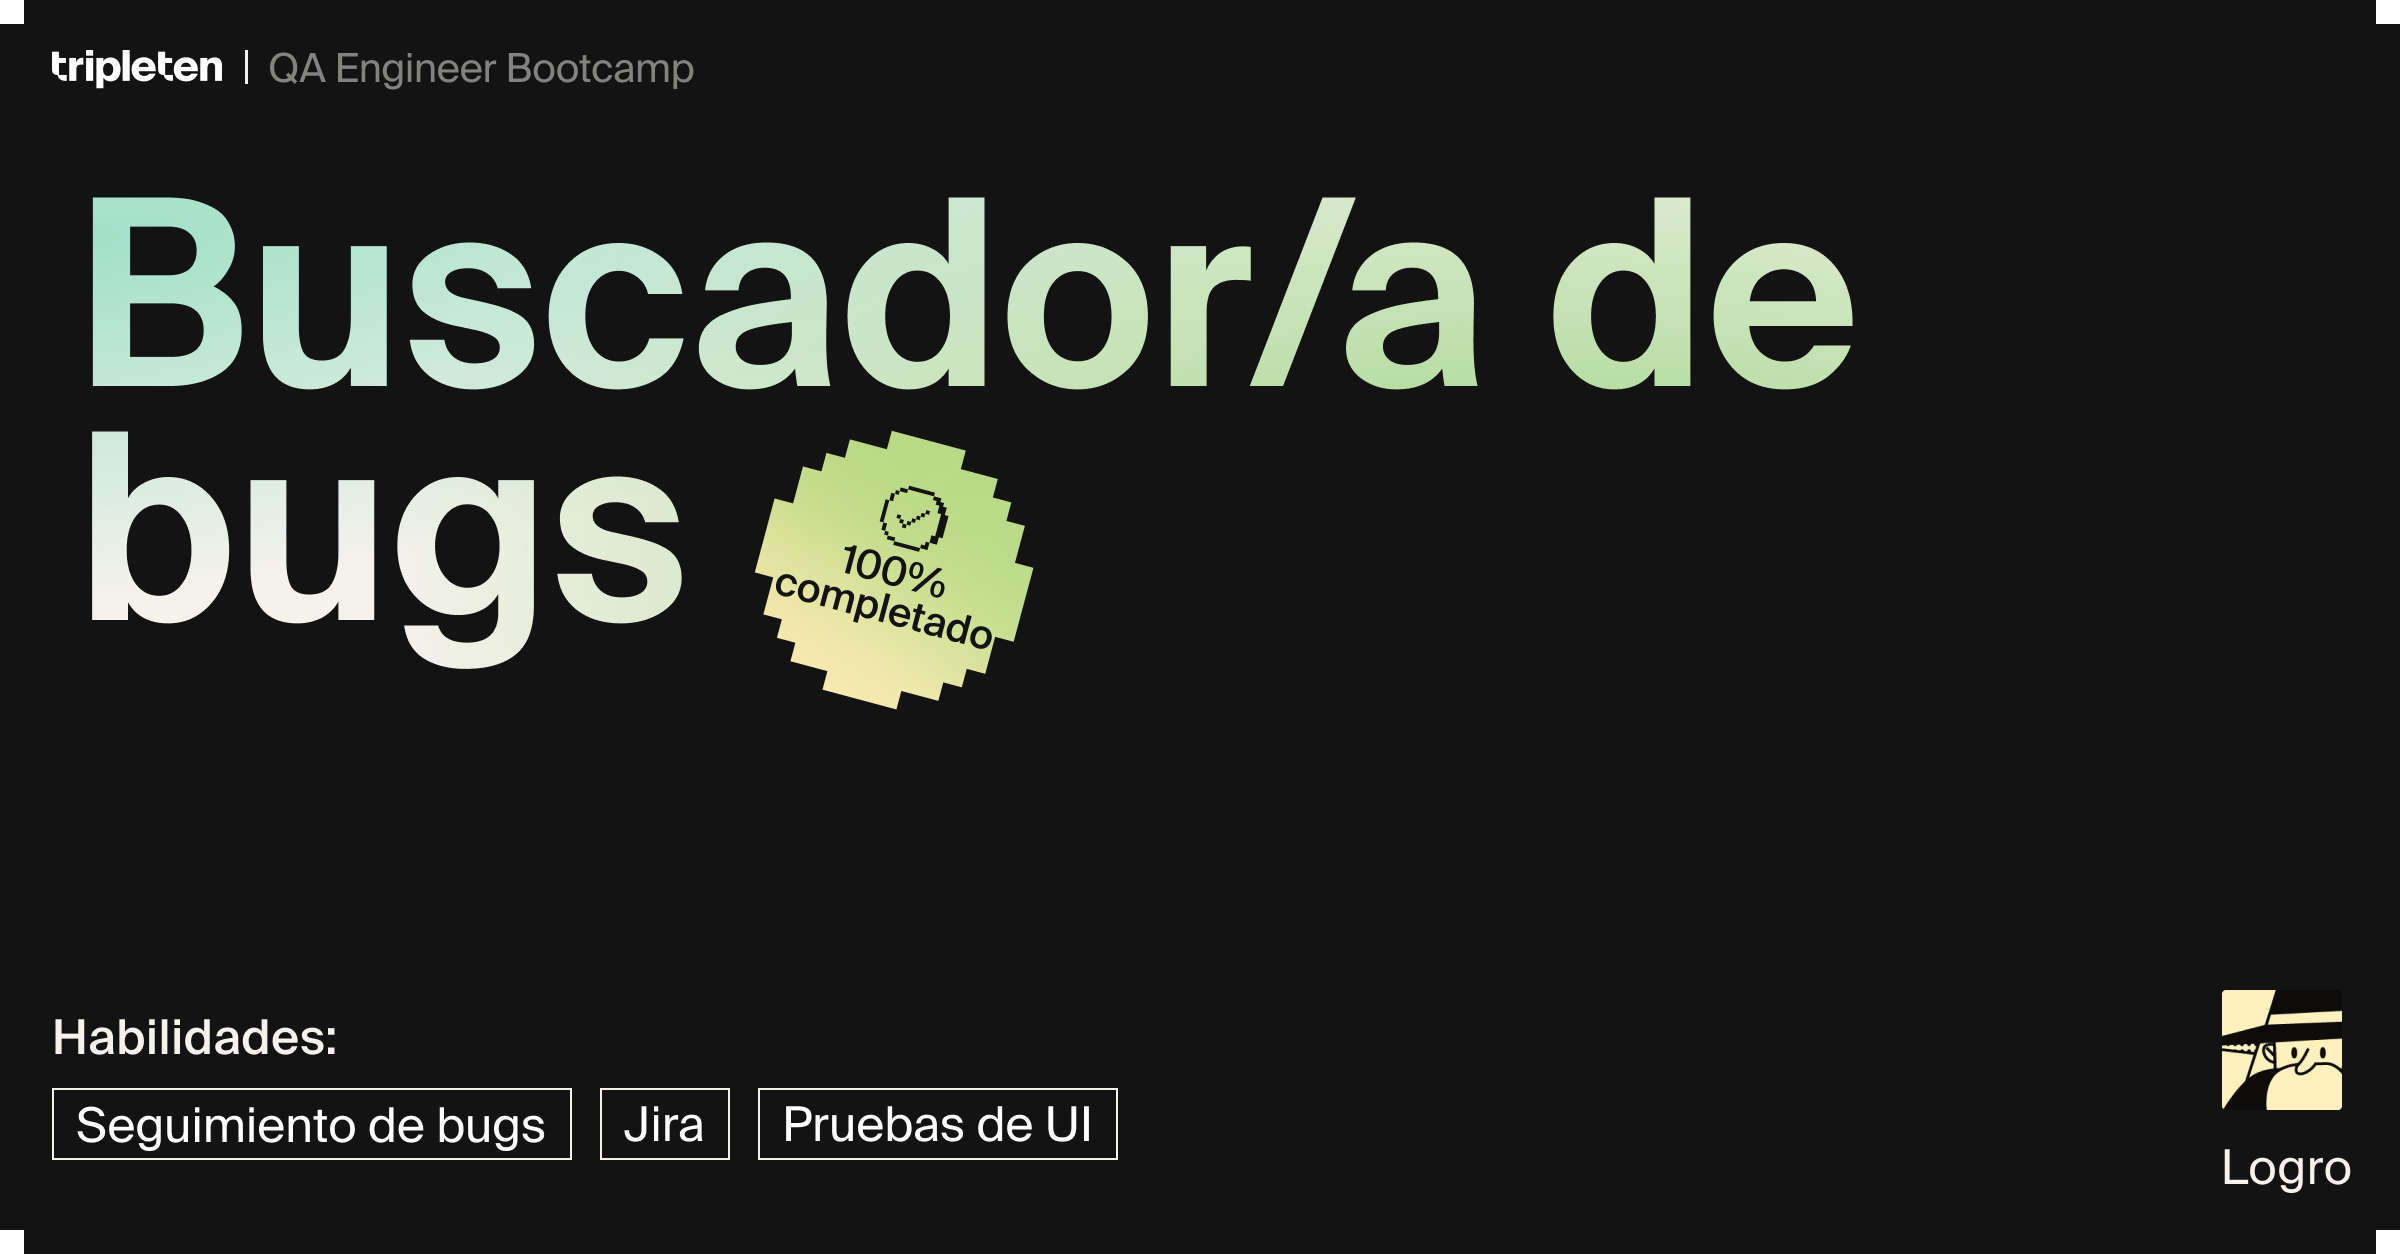 tripleten | QA Engineer Bootcamp
Buscador/a de
bugs
100%
completado
Habilidades:
Seguimiento de bugs
Jira
Pruebas de UI
Logro